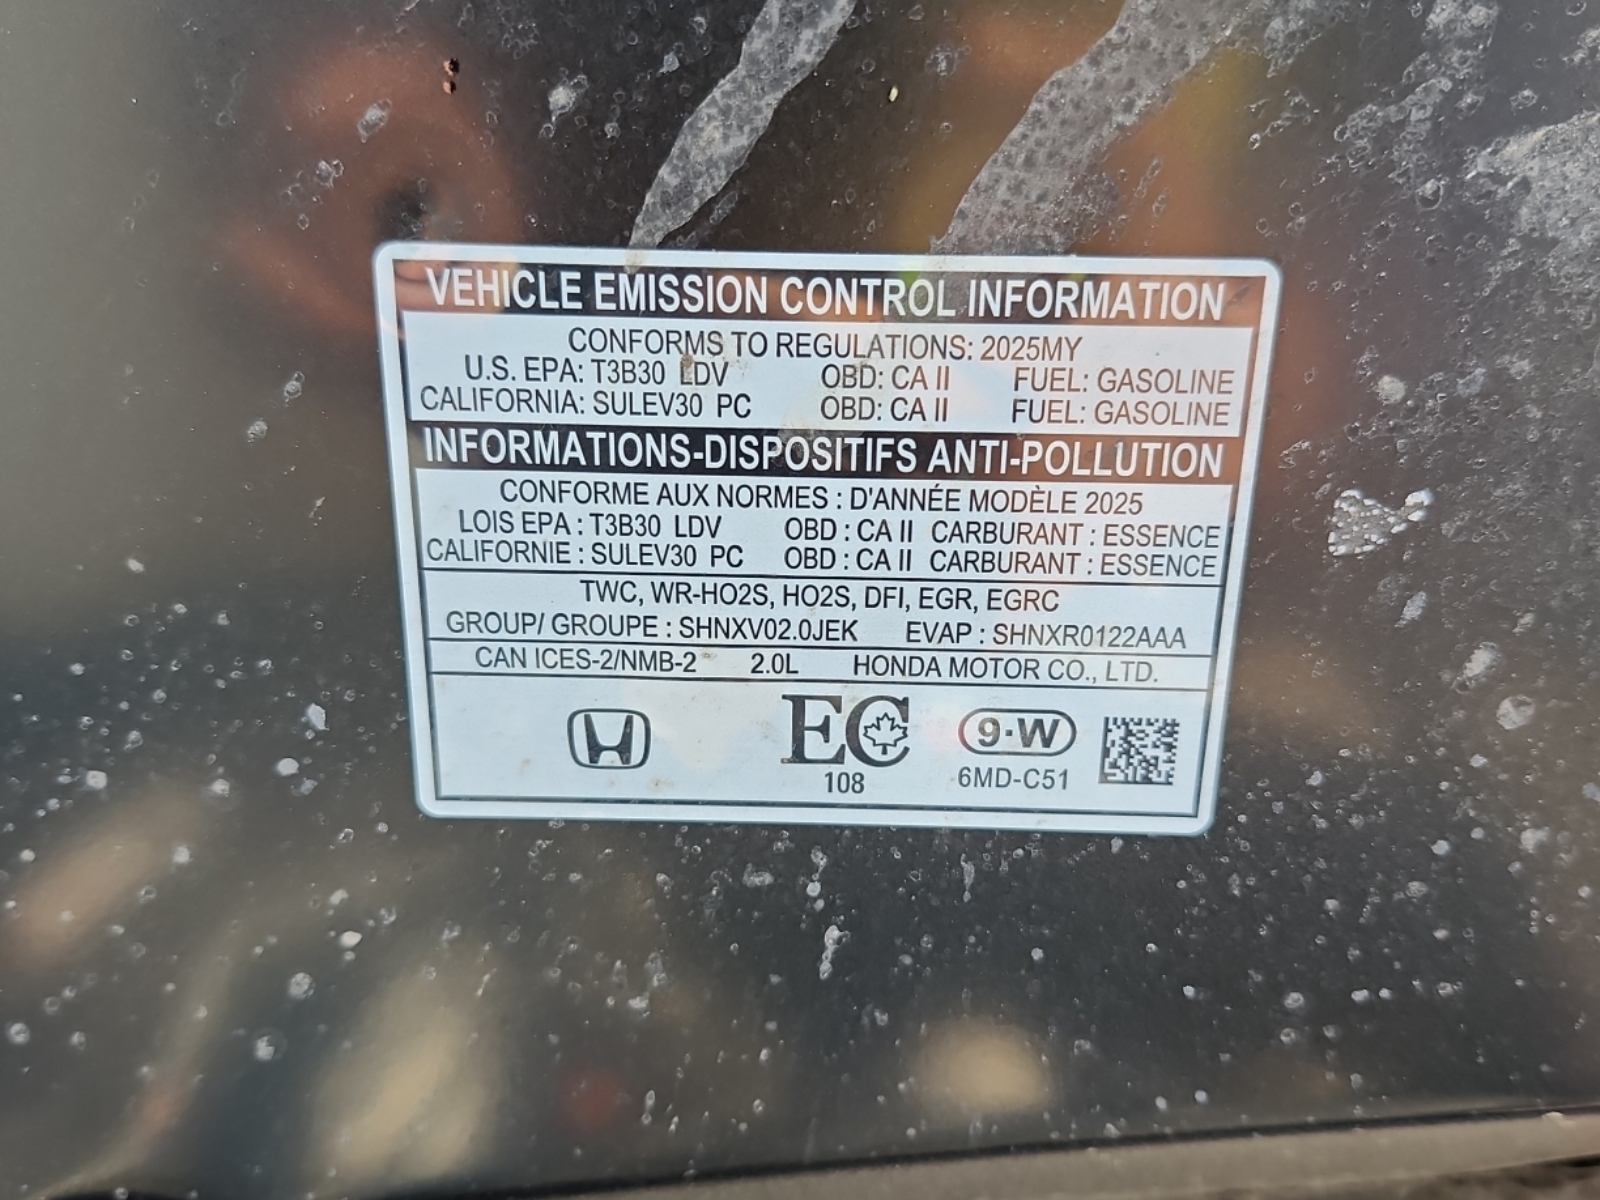 VEHICLE EMISSION CONTROL INFORMATION
CONFORMS TO REGULATIONS: 2025MY
U.S. EPA: T3B30 LDV OBD: CA II FUEL: GASOLINE
CALIFORNIA: SULEV30 PC OBD: CA II FUEL: GASOLINE
INFORMATIONS-DISPOSITIFS ANTI-POLLUTION
CONFORME AUX NORMES : D'ANNÉE MODÈLE 2025
LOIS EPA : T3B30 LDV OBD : CA II CARBURANT : ESSENCE
CALIFORNIE : SULEV30 PC OBD : CA II CARBURANT : ESSENCE
TWC, WR-HO2S, HO2S, DFI, EGR, EGRC
GROUP/ GROUPE : SHNXV02.0JEK EVAP : SHNXR0122AAA
CAN ICES-2/NMB-2 2.0L HONDA MOTOR CO., LTD.
EC 9·W
108 6MD-C51